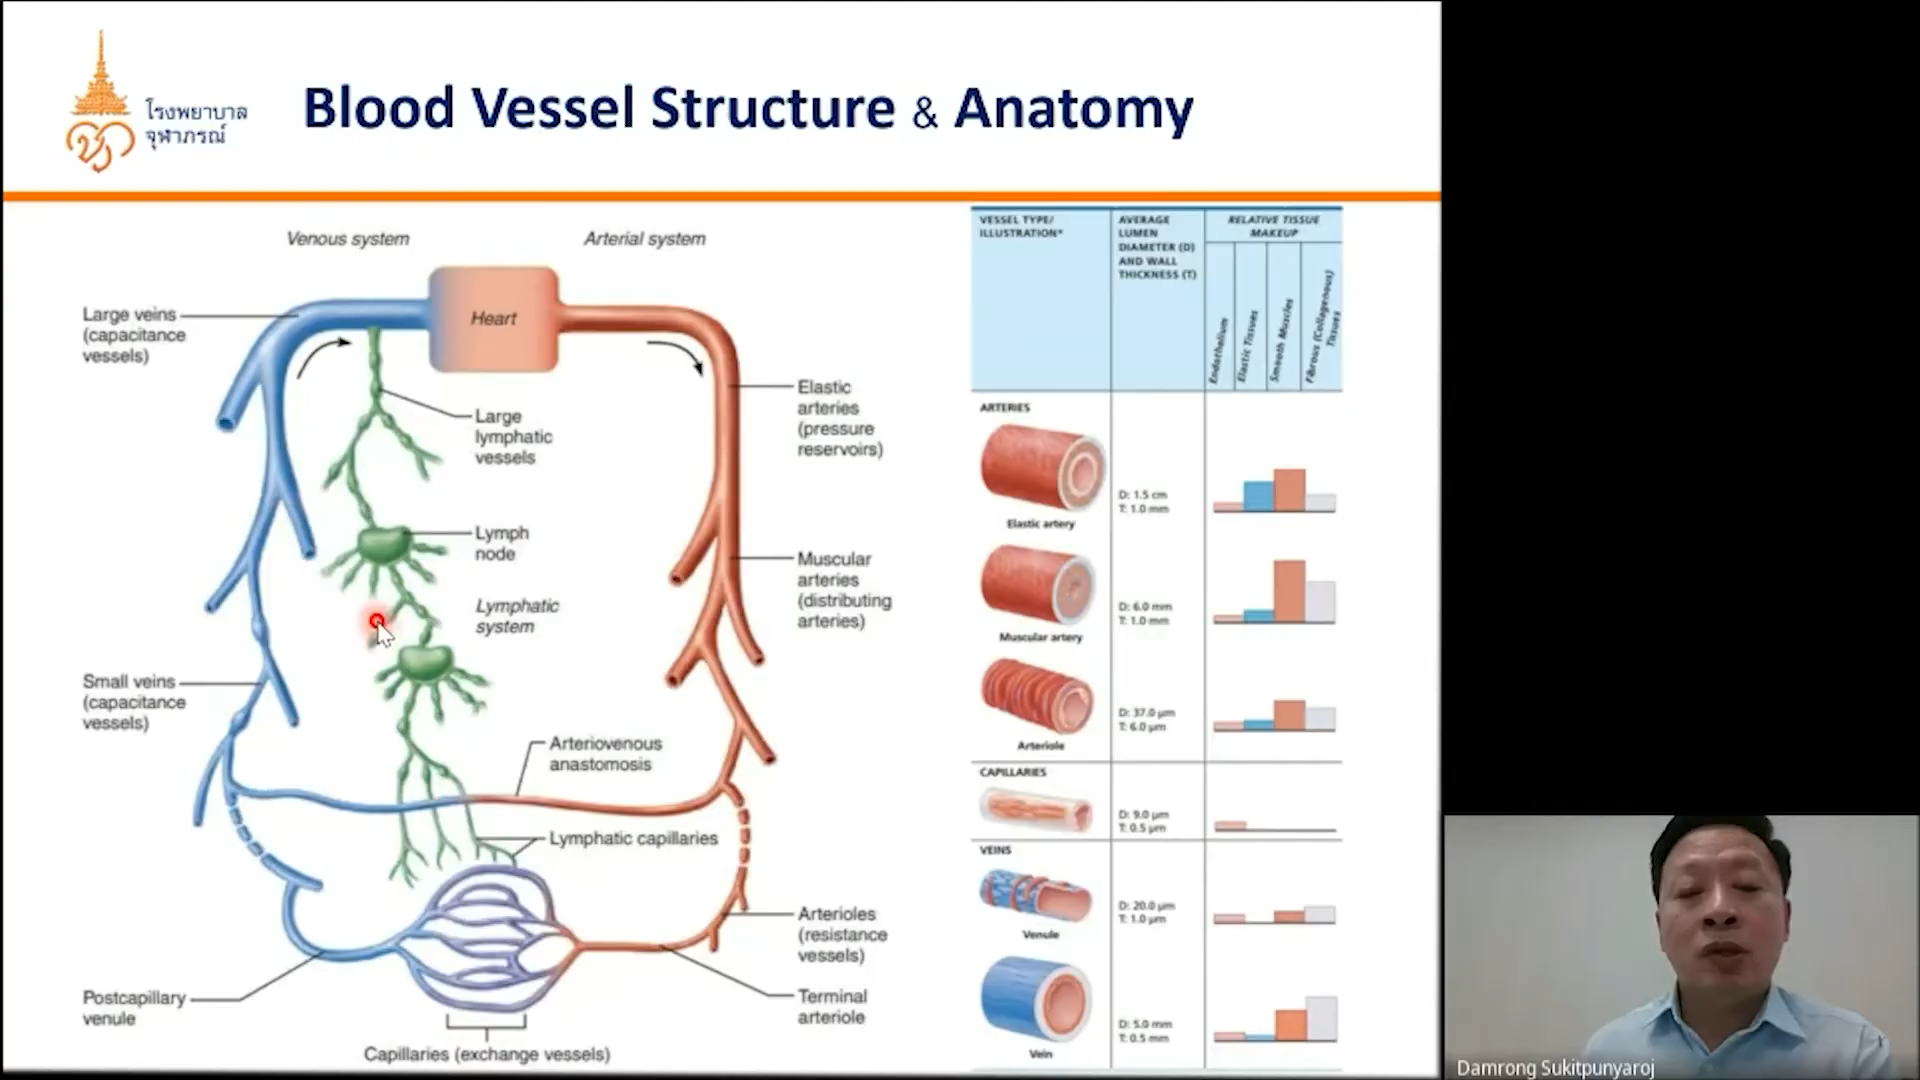 โรงพยาบาล
จุฬาภรณ์
Blood Vessel Structure & Anatomy
Venous system
Arterial system
Heart
Large veins
(capacitance
vessels)
Large
lymphatic
vessels
Elastic
arteries
(pressure
reservoirs)
Lymph
node
Lymphatic
system
Muscular
arteries
(distributing
arteries)
Small veins
(capacitance
vessels)
Arteriovenous
anastomosis
Lymphatic capillaries
Arterioles
(resistance
vessels)
Postcapillary
venule
Terminal
arteriole
Capillaries (exchange vessels)
VESSEL TYPE/
ILLUSTRATION*
AVERAGE
LUMEN
DIAMETER (D)
AND WALL
THICKNESS (T)
RELATIVE TISSUE
MAKEUP
Endothelium
Elastic Tissues
Smooth Muscles
Fibrous (Collagenous)
Tissues
ARTERIES
D: 1.5 cm
T: 1.0 mm
Elastic artery
D: 6.0 mm
T: 1.0 mm
Muscular artery
D: 37.0 µm
T: 6.0 µm
Arteriole
CAPILLARIES
D: 9.0 µm
T: 0.5 µm
VEINS
D: 20.0 µm
T: 1.0 µm
Venule
D: 5.0 mm
T: 0.5 mm
Vein
Damrong Sukitpunyaroj